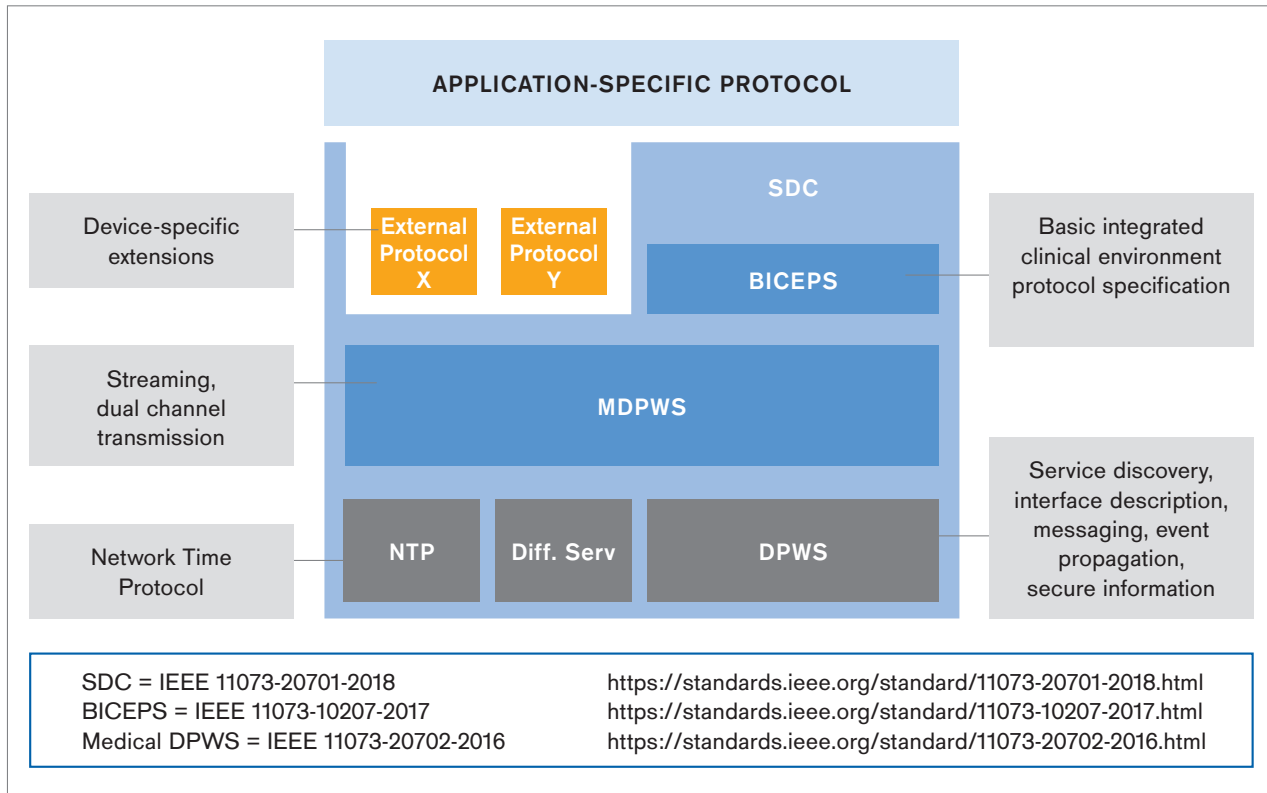 APPLICATION-SPECIFIC PROTOCOL
SDC
Device-specific
extensions
External
Protocol
X
External
Protocol
Y
BICEPS
Basic integrated
clinical environment
protocol specification
Streaming,
dual channel
transmission
MDPWS
Network Time
Protocol
NTP
Diff. Serv
DPWS
Service discovery,
interface description,
messaging, event
propagation,
secure information
SDC = IEEE 11073-20701-2018 https://standards.ieee.org/standard/11073-20701-2018.html
BICEPS = IEEE 11073-10207-2017 https://standards.ieee.org/standard/11073-10207-2017.html
Medical DPWS = IEEE 11073-20702-2016 https://standards.ieee.org/standard/11073-20702-2016.html